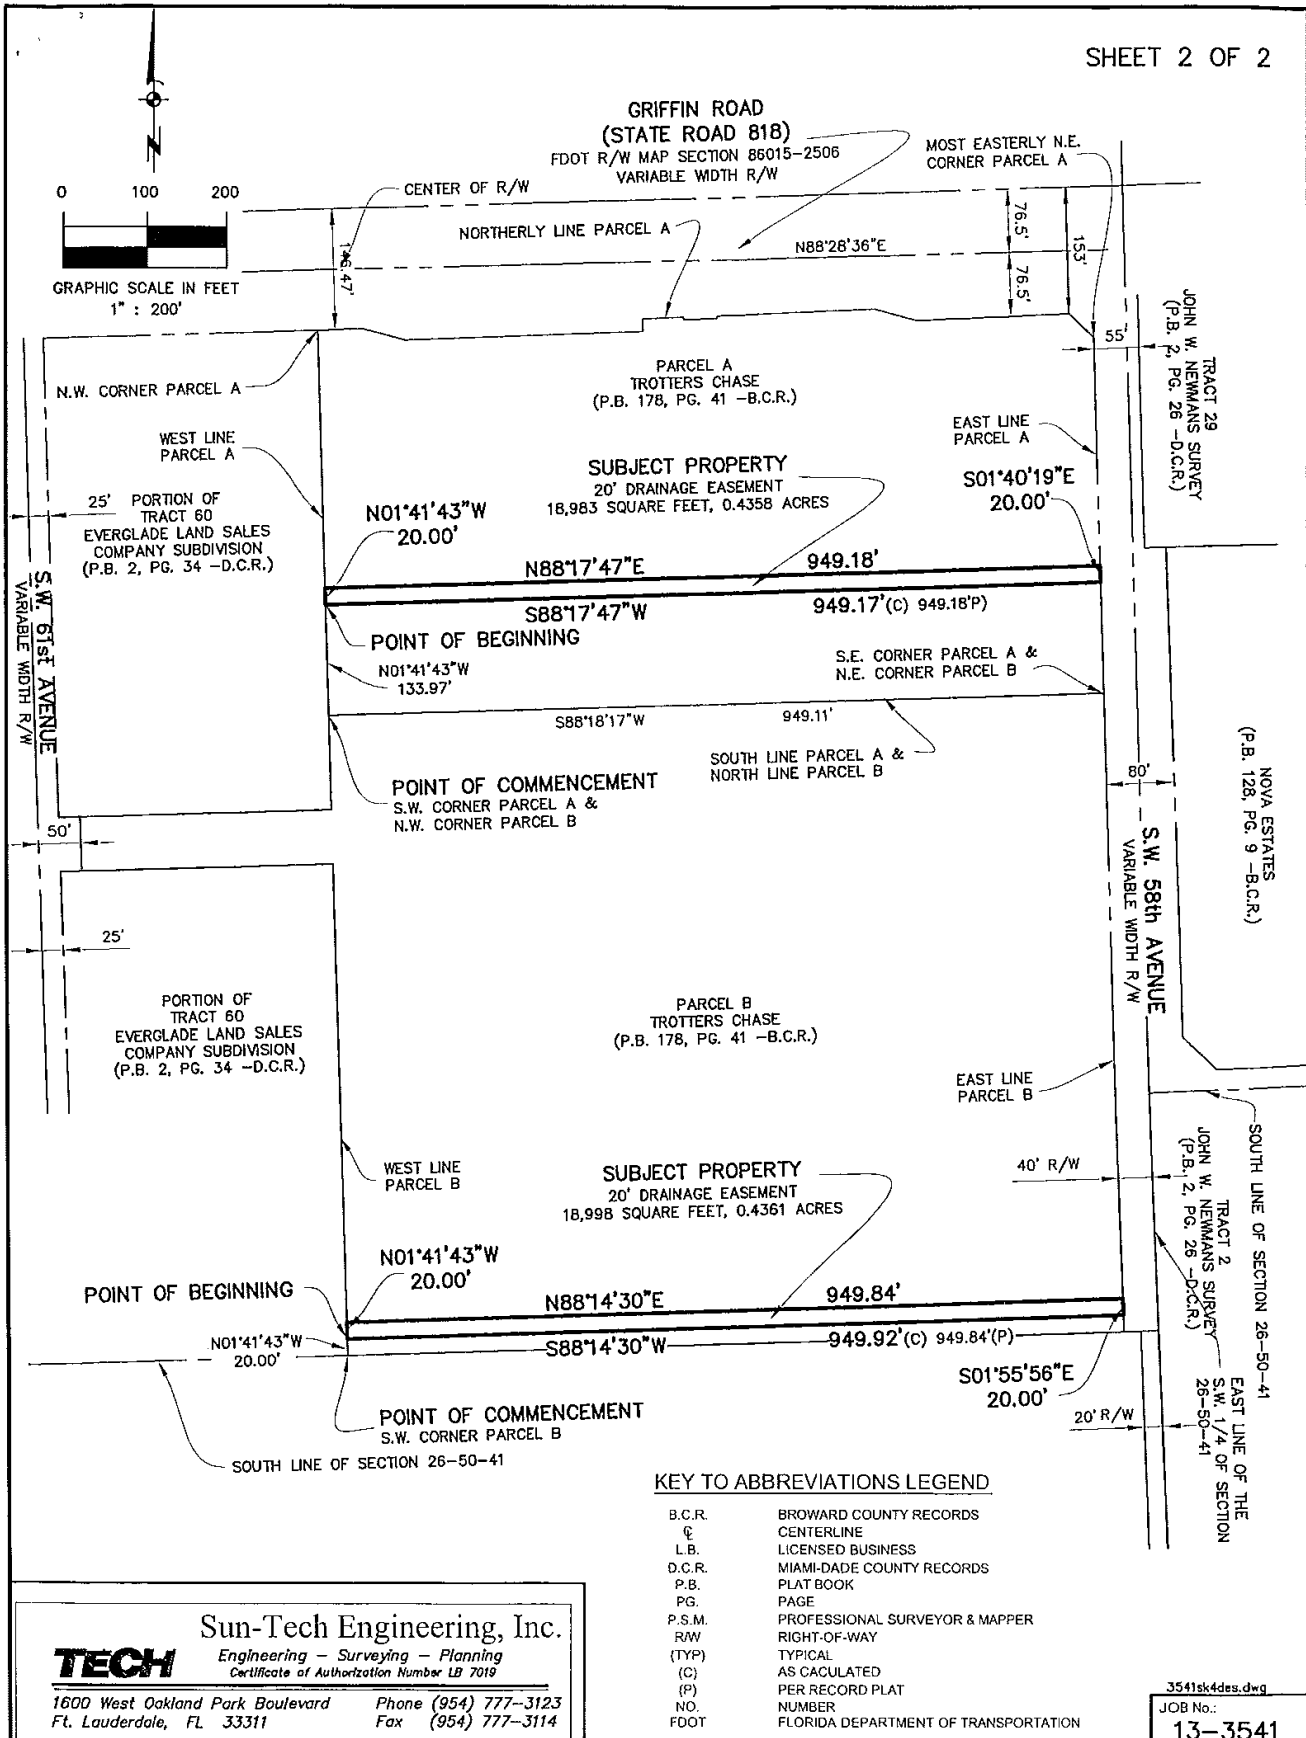 SHEET 2 OF 2
GRIFFIN ROAD
(STATE ROAD 818)
FDOT R/W MAP SECTION 86015-2506
VARIABLE WIDTH R/W
MOST EASTERLY N.E.
CORNER PARCEL A
N
0 100 200
GRAPHIC SCALE IN FEET
1" : 200'
CENTER OF R/W
NORTHERLY LINE PARCEL A
N88°28'36"E
146.47'
76.5'
76.5'
153'
55'
TRACT 29
JOHN W. NEWMANS SURVEY
(P.B. 2, PG. 26 -D.C.R.)
N.W. CORNER PARCEL A
PARCEL A
TROTTERS CHASE
(P.B. 178, PG. 41 -B.C.R.)
WEST LINE
PARCEL A
EAST LINE
PARCEL A
25'
PORTION OF
TRACT 60
EVERGLADE LAND SALES
COMPANY SUBDIVISION
(P.B. 2, PG. 34 -D.C.R.)
SUBJECT PROPERTY
20' DRAINAGE EASEMENT
18,983 SQUARE FEET, 0.4358 ACRES
N01°41'43"W
20.00'
S01°40'19"E
20.00'
N88°17'47"E 949.18'
S88°17'47"W 949.17'(C) 949.18'P)
POINT OF BEGINNING
N01°41'43"W
133.97'
S.E. CORNER PARCEL A &
N.E. CORNER PARCEL B
S88°18'17"W 949.11'
SOUTH LINE PARCEL A &
NORTH LINE PARCEL B
S.W. 61st AVENUE
VARIABLE WIDTH R/W
POINT OF COMMENCEMENT
S.W. CORNER PARCEL A &
N.W. CORNER PARCEL B
50'
80'
NOVA ESTATES
(P.B. 128, PG. 9 -B.C.R.)
S.W. 58th AVENUE
VARIABLE WIDTH R/W
25'
PORTION OF
TRACT 60
EVERGLADE LAND SALES
COMPANY SUBDIVISION
(P.B. 2, PG. 34 -D.C.R.)
PARCEL B
TROTTERS CHASE
(P.B. 178, PG. 41 -B.C.R.)
EAST LINE
PARCEL B
WEST LINE
PARCEL B
SUBJECT PROPERTY
20' DRAINAGE EASEMENT
18,998 SQUARE FEET, 0.4361 ACRES
40' R/W
TRACT 2
JOHN W. NEWMANS SURVEY
(P.B. 2, PG. 26 -D.C.R.)
SOUTH LINE OF SECTION 26-50-41
N01°41'43"W
20.00'
POINT OF BEGINNING
N88°14'30"E 949.84'
S88°14'30"W 949.92'(C) 949.84'(P)
N01°41'43"W
20.00'
S01°55'56"E
20.00'
POINT OF COMMENCEMENT
S.W. CORNER PARCEL B
SOUTH LINE OF SECTION 26-50-41
20' R/W
EAST LINE OF THE
S.W. 1/4 OF SECTION
26-50-41
KEY TO ABBREVIATIONS LEGEND
B.C.R. BROWARD COUNTY RECORDS
℄ CENTERLINE
L.B. LICENSED BUSINESS
D.C.R. MIAMI-DADE COUNTY RECORDS
P.B. PLAT BOOK
PG. PAGE
P.S.M. PROFESSIONAL SURVEYOR & MAPPER
R/W RIGHT-OF-WAY
(TYP) TYPICAL
(C) AS CACULATED
(P) PER RECORD PLAT
NO. NUMBER
FDOT FLORIDA DEPARTMENT OF TRANSPORTATION
Sun-Tech Engineering, Inc.
TECH
Engineering - Surveying - Planning
Certificate of Authorization Number LB 7019
1600 West Oakland Park Boulevard Phone (954) 777-3123
Ft. Lauderdale, FL 33311 Fax (954) 777-3114
3541sk4des.dwg
JOB No.:
13-3541